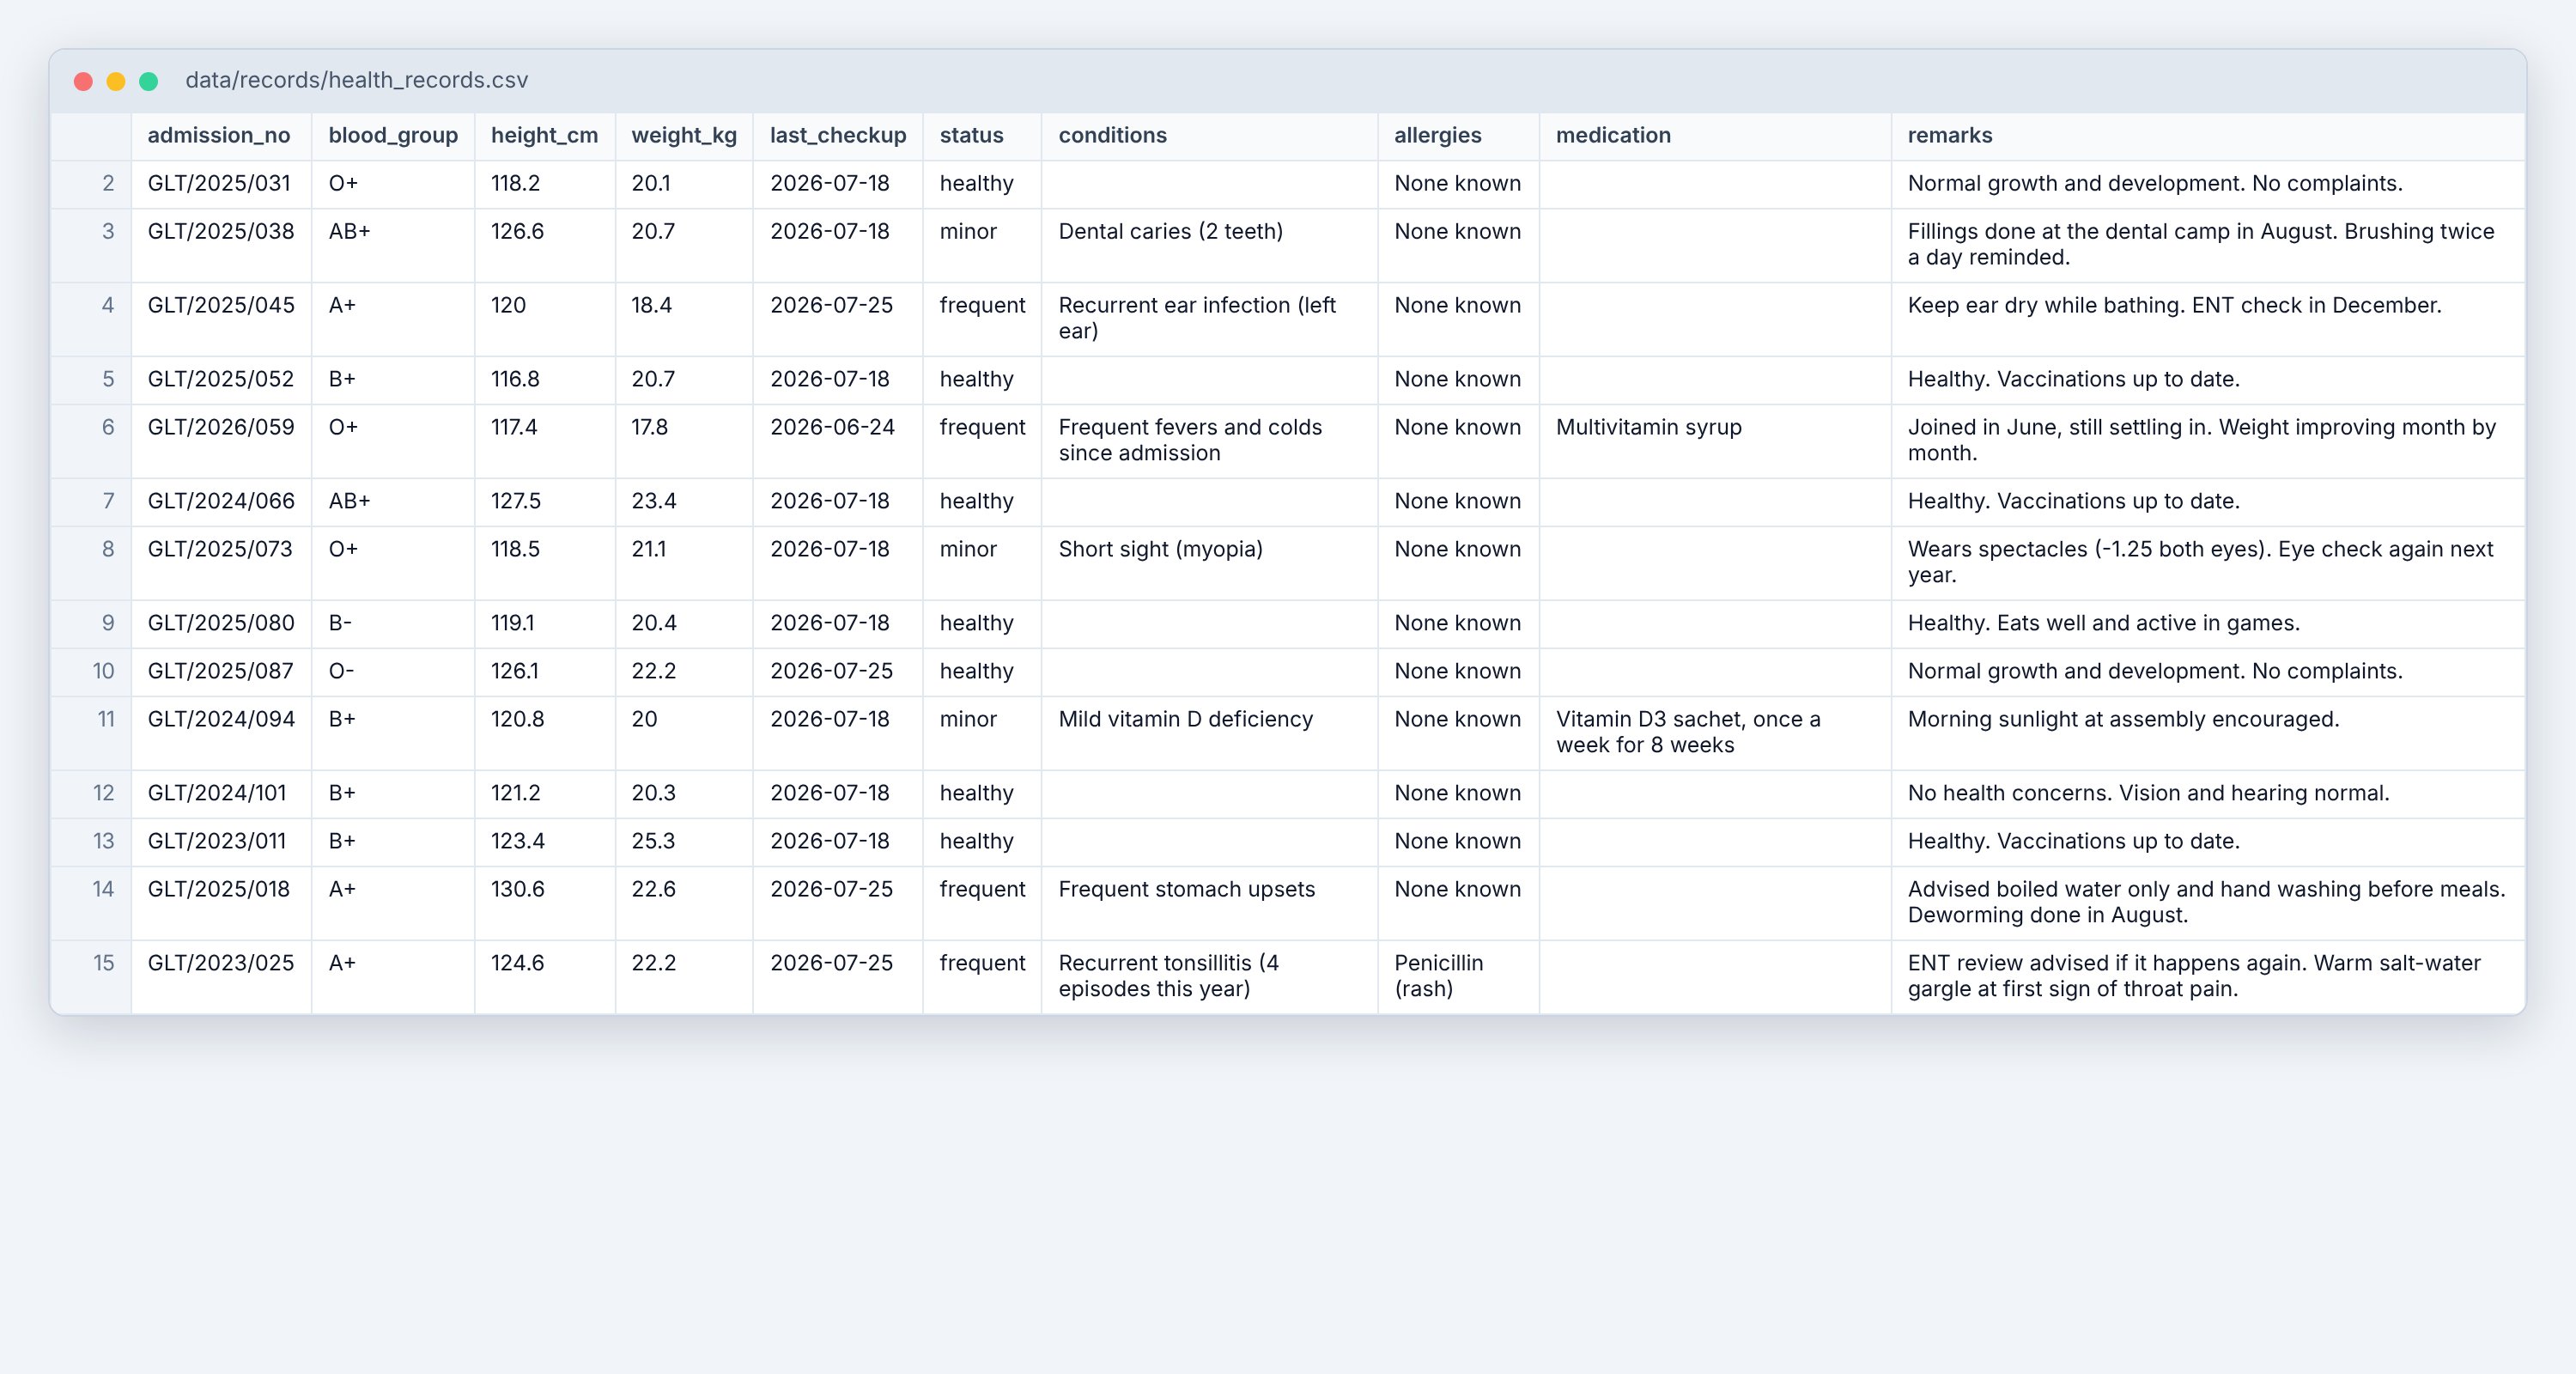 data/records/health_records.csv
admission_no blood_group height_cm weight_kg last_checkup status conditions allergies medication remarks
2 GLT/2025/031 O+ 118.2 20.1 2026-07-18 healthy None known Normal growth and development. No complaints.
3 GLT/2025/038 AB+ 126.6 20.7 2026-07-18 minor Dental caries (2 teeth) None known Fillings done at the dental camp in August. Brushing twice
a day reminded.
4 GLT/2025/045 A+ 120 18.4 2026-07-25 frequent Recurrent ear infection (left None known Keep ear dry while bathing. ENT check in December.
ear)
5 GLT/2025/052 B+ 116.8 20.7 2026-07-18 healthy None known Healthy. Vaccinations up to date.
6 GLT/2026/059 O+ 117.4 17.8 2026-06-24 frequent Frequent fevers and colds None known Multivitamin syrup Joined in June, still settling in. Weight improving month by
since admission month.
7 GLT/2024/066 AB+ 127.5 23.4 2026-07-18 healthy None known Healthy. Vaccinations up to date.
8 GLT/2025/073 O+ 118.5 21.1 2026-07-18 minor Short sight (myopia) None known Wears spectacles (-1.25 both eyes). Eye check again next
year.
9 GLT/2025/080 B- 119.1 20.4 2026-07-18 healthy None known Healthy. Eats well and active in games.
10 GLT/2025/087 O- 126.1 22.2 2026-07-25 healthy None known Normal growth and development. No complaints.
11 GLT/2024/094 B+ 120.8 20 2026-07-18 minor Mild vitamin D deficiency None known Vitamin D3 sachet, once a Morning sunlight at assembly encouraged.
week for 8 weeks
12 GLT/2024/101 B+ 121.2 20.3 2026-07-18 healthy None known No health concerns. Vision and hearing normal.
13 GLT/2023/011 B+ 123.4 25.3 2026-07-18 healthy None known Healthy. Vaccinations up to date.
14 GLT/2025/018 A+ 130.6 22.6 2026-07-25 frequent Frequent stomach upsets None known Advised boiled water only and hand washing before meals.
Deworming done in August.
15 GLT/2023/025 A+ 124.6 22.2 2026-07-25 frequent Recurrent tonsillitis (4 Penicillin ENT review advised if it happens again. Warm salt-water
episodes this year) (rash) gargle at first sign of throat pain.